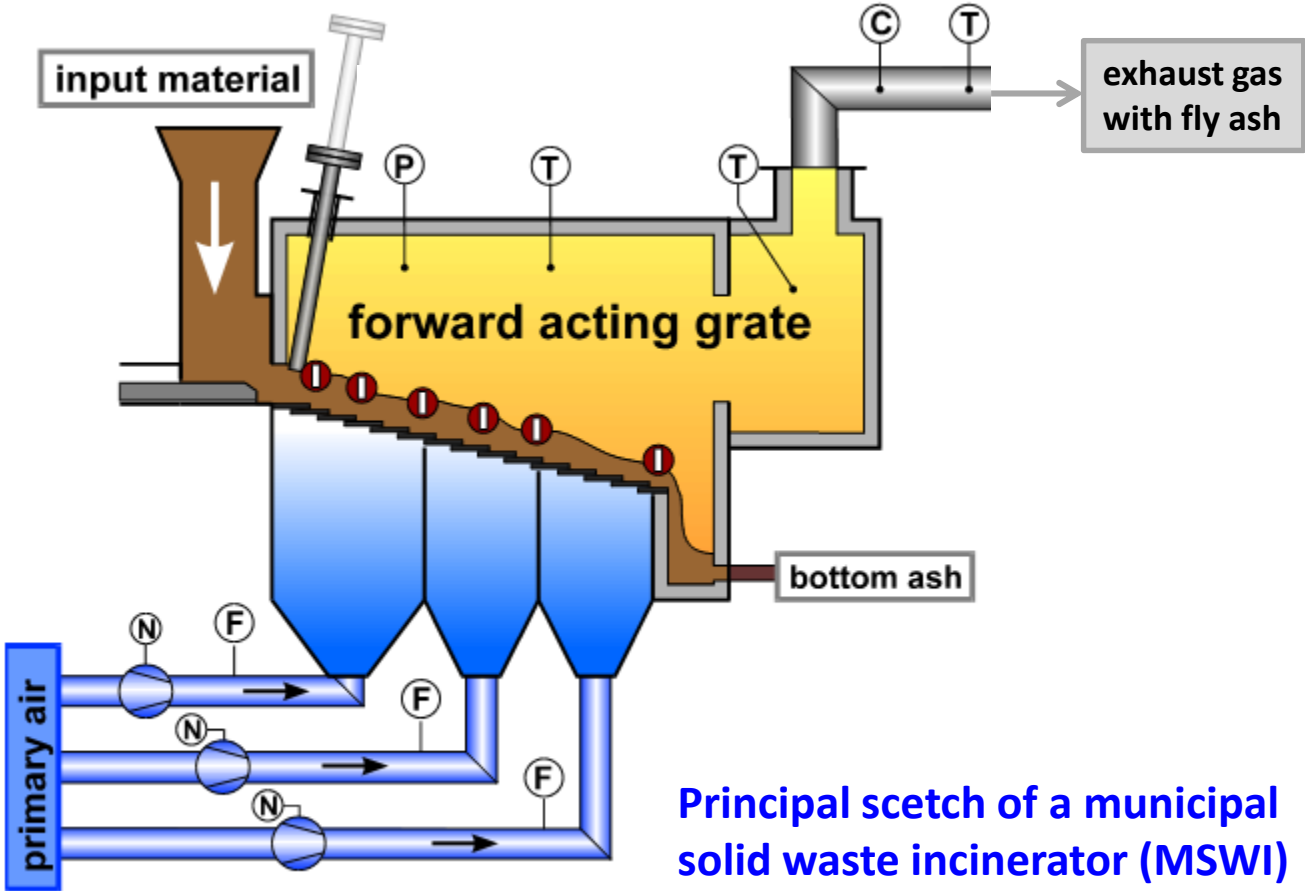 input material
C
T
exhaust gas
with fly ash
P
T
T
forward acting grate
bottom ash
N
F
N
F
N
F
primary air
Principal scetch of a municipal
solid waste incinerator (MSWI)